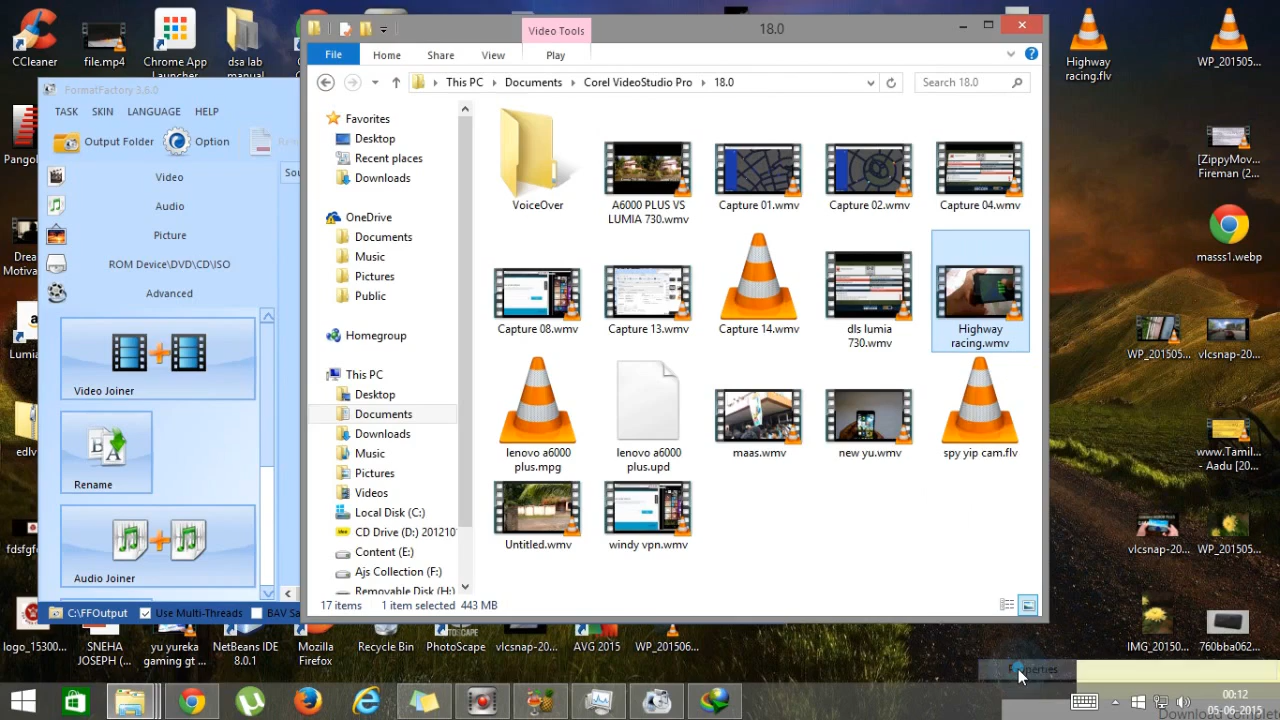 CCleaner
file.mp4
Chrome App
Launcher
dsa lab
manual
Video Tools
18.0
File
Home
Share
View
Play
This PC
Documents
Corel VideoStudio Pro
18.0
Search 18.0
Highway
racing.flv
WP_201505...
FormatFactory 3.6.0
TASK
SKIN
LANGUAGE
HELP
Output Folder
Option
Video
Audio
Picture
ROM Device\DVD\CD\ISO
Advanced
Video Joiner
Rename
Audio Joiner
C:\FFOutput
Use Multi-Threads
Favorites
Desktop
Recent places
Downloads
OneDrive
Documents
Music
Pictures
Public
Homegroup
This PC
Desktop
Documents
Downloads
Music
Pictures
Videos
Local Disk (C:)
CD Drive (D:) 20121
Content (E:)
Ajs Collection (F:)
Removable Disk (H:)
VoiceOver
A6000 PLUS VS
LUMIA 730.wmv
Capture 01.wmv
Capture 02.wmv
Capture 04.wmv
Capture 08.wmv
Capture 13.wmv
Capture 14.wmv
dls lumia
730.wmv
Highway
racing.wmv
lenovo a6000
plus.mpg
lenovo a6000
plus.upd
maas.wmv
new yu.wmv
spy yip cam.flv
Untitled.wmv
windy vpn.wmv
17 items
1 item selected 443 MB
[ZippyMov...
Fireman (2...
masss1.webp
WP_201505...
vlcsnap-20...
www.Tamil...
- Aadu [20...
vlcsnap-20...
WP_201505...
IMG_20150...
760bba062...
logo_15300...
SNEHA
JOSEPH (...
yu yureka
gaming gt ...
NetBeans IDE
8.0.1
Mozilla
Firefox
Recycle Bin
PhotoScape
vlcsnap-20...
AVG 2015
WP_201506...
Properties
00:12
05-06-2015